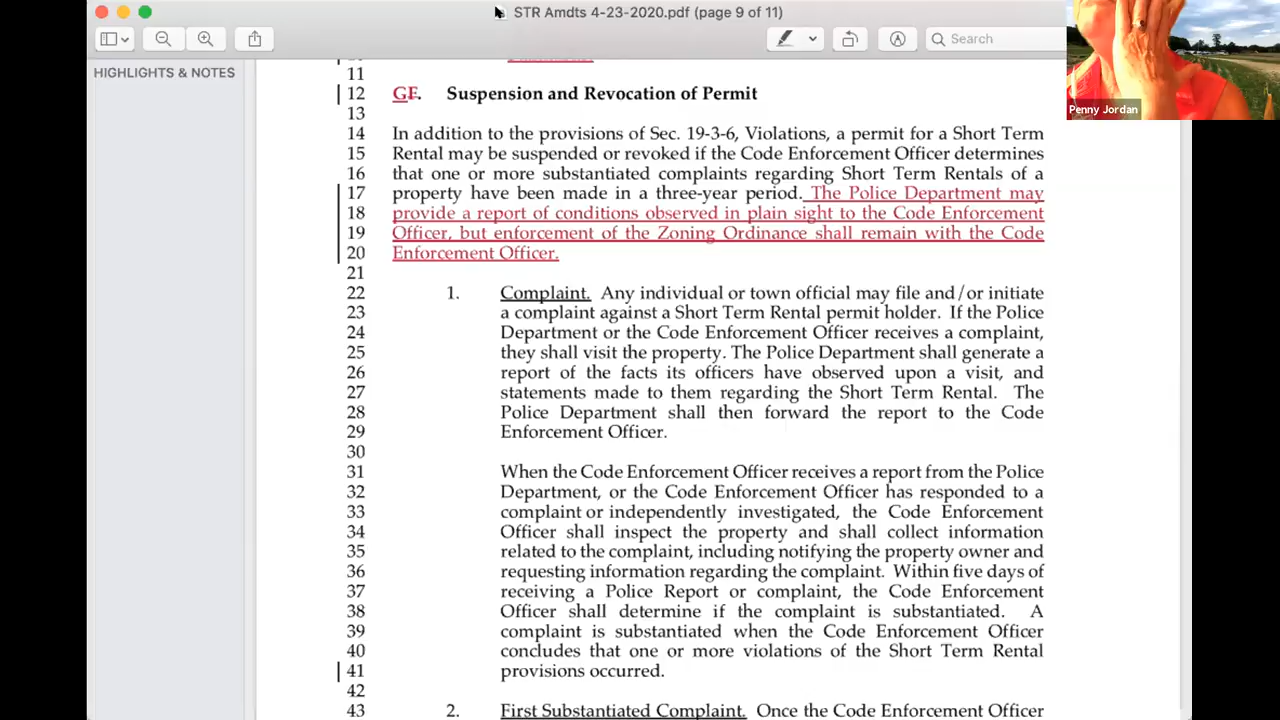 STR Amdts 4-23-2020.pdf (page 9 of 11)
Search
HIGHLIGHTS & NOTES
Penny Jordan
11
12 GF. Suspension and Revocation of Permit
13
14 In addition to the provisions of Sec. 19-3-6, Violations, a permit for a Short Term
15 Rental may be suspended or revoked if the Code Enforcement Officer determines
16 that one or more substantiated complaints regarding Short Term Rentals of a
17 property have been made in a three-year period. The Police Department may
18 provide a report of conditions observed in plain sight to the Code Enforcement
19 Officer, but enforcement of the Zoning Ordinance shall remain with the Code
20 Enforcement Officer.
21
22 1. Complaint. Any individual or town official may file and/or initiate
23 a complaint against a Short Term Rental permit holder. If the Police
24 Department or the Code Enforcement Officer receives a complaint,
25 they shall visit the property. The Police Department shall generate a
26 report of the facts its officers have observed upon a visit, and
27 statements made to them regarding the Short Term Rental. The
28 Police Department shall then forward the report to the Code
29 Enforcement Officer.
30
31 When the Code Enforcement Officer receives a report from the Police
32 Department, or the Code Enforcement Officer has responded to a
33 complaint or independently investigated, the Code Enforcement
34 Officer shall inspect the property and shall collect information
35 related to the complaint, including notifying the property owner and
36 requesting information regarding the complaint. Within five days of
37 receiving a Police Report or complaint, the Code Enforcement
38 Officer shall determine if the complaint is substantiated. A
39 complaint is substantiated when the Code Enforcement Officer
40 concludes that one or more violations of the Short Term Rental
41 provisions occurred.
42
43 2. First Substantiated Complaint. Once the Code Enforcement Officer